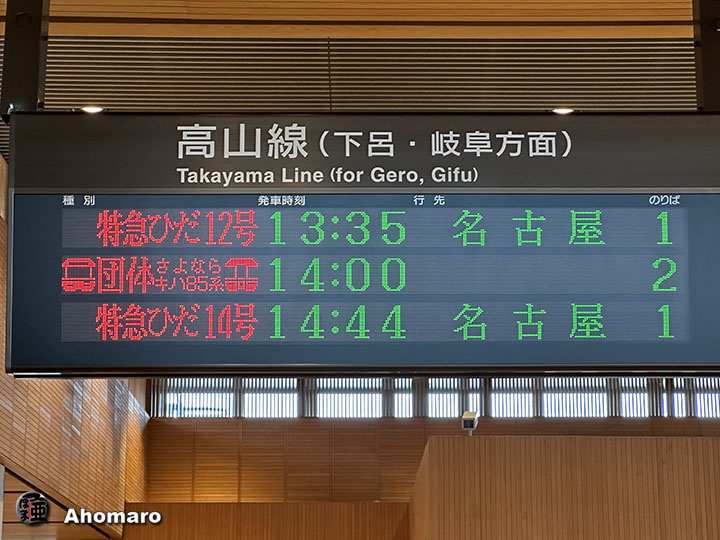 高山線（下呂・岐阜方面）
Takayama Line (for Gero, Gifu)
種別 発車時刻 行先 のりば
特急ひだ12号 13:35 名古屋 1
団体 さよなら キハ85系 14:00 2
特急ひだ14号 14:44 名古屋 1
Ahomaro